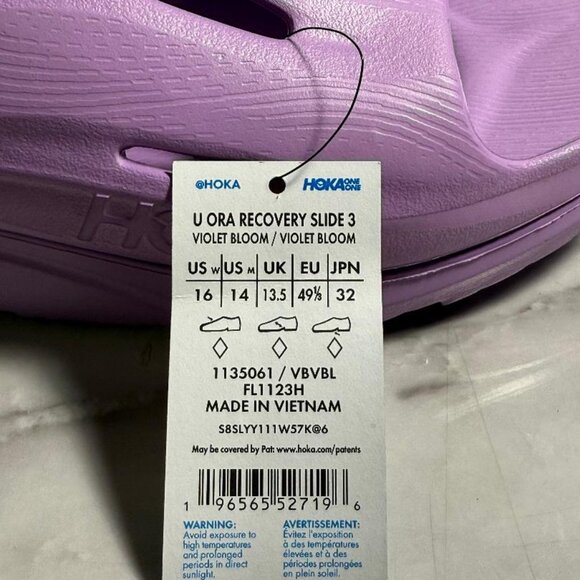 HOKA
@HOKA HOKA ONE ONE
U ORA RECOVERY SLIDE 3
VIOLET BLOOM / VIOLET BLOOM
US W US M UK EU JPN
16 14 13.5 49⅓ 32
1135061 / VBVBL
FL1123H
MADE IN VIETNAM
S8SLYY111W57K@6
May be covered by Pat: www.hoka.com/patents
1 96565 52719 6
WARNING:
Avoid exposure to
high temperatures
and prolonged
periods in direct
sunlight.
AVERTISSEMENT:
Évitez l'exposition
à des températures
élevées et à des
périodes prolongées
en plein soleil.